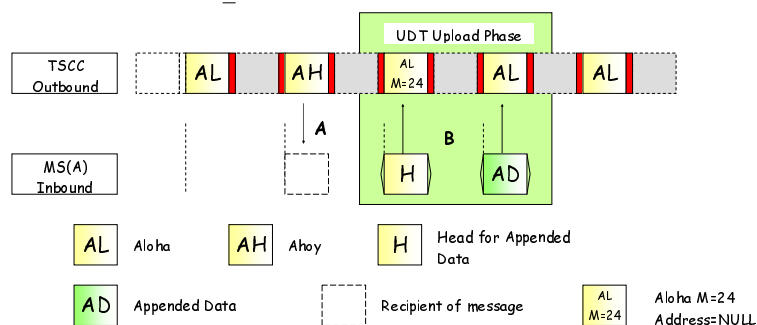 UDT Upload Phase
TSCC
Outbound
AL
AH
AL
M=24
AL
AL
A
B
MS(A)
Inbound
H
AD
AL
Aloha
AH
Ahoy
H
Head for Appended
Data
AD
Appended Data
Recipient of message
AL
M=24
Aloha M=24
Address=NULL